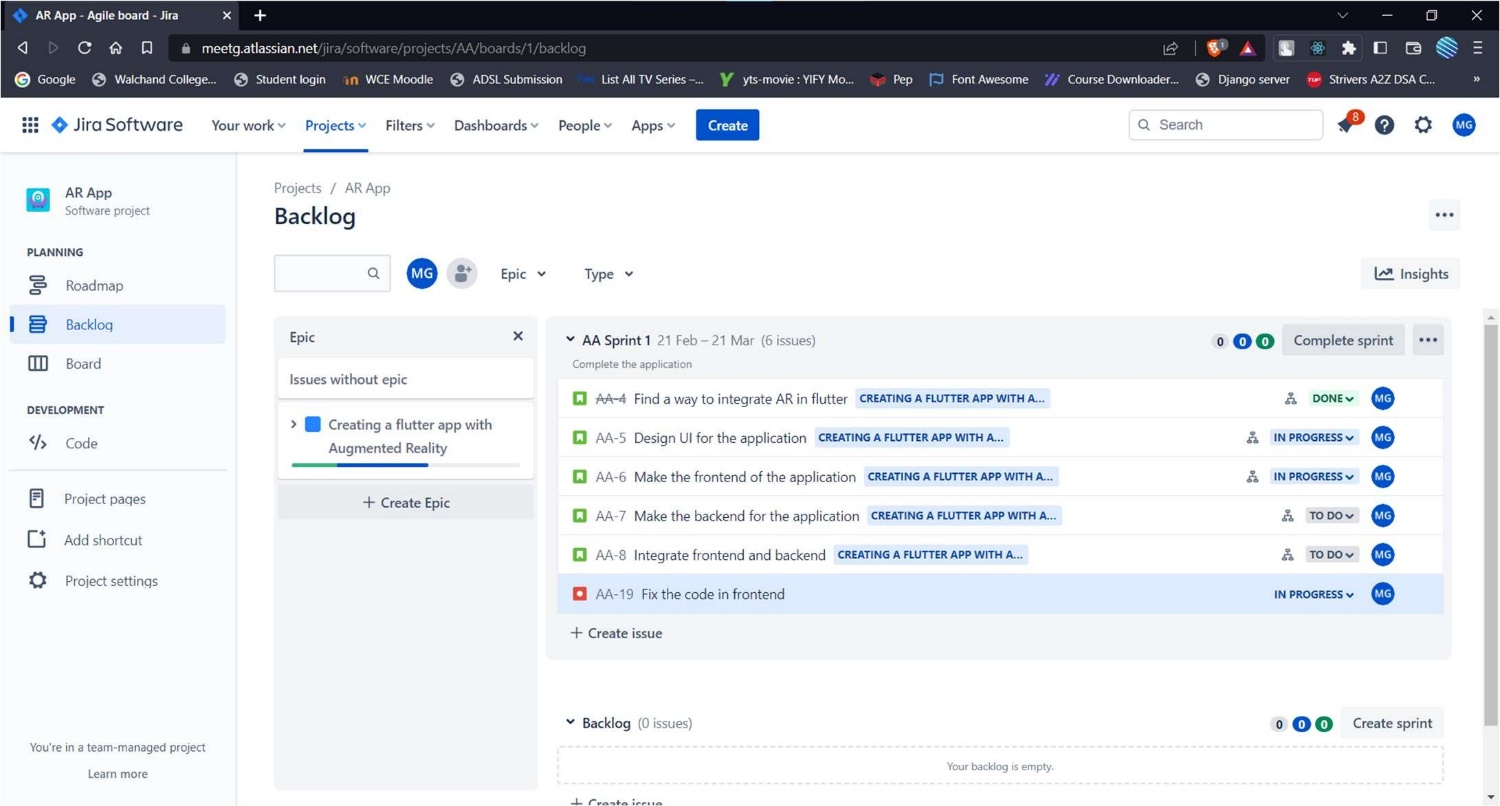 AR App - Agile board - Jira
meetg.atlassian.net/jira/software/projects/AA/boards/1/backlog
1
Google Walchand College... Student login WCE Moodle ADSL Submission List All TV Series –... yts-movie : YIFY Mo... Pep Font Awesome Course Downloader... Django server Strivers A2Z DSA C... »
Jira Software Your work Projects Filters Dashboards People Apps Create Search 8 MG
AR App
Software project
PLANNING
Roadmap
Backlog
Board
DEVELOPMENT
Code
Project pages
Add shortcut
Project settings
You're in a team-managed project
Learn more
Projects / AR App
Backlog
MG Epic Type Insights
Epic
Issues without epic
Creating a flutter app with
Augmented Reality
+ Create Epic
AA Sprint 1 21 Feb – 21 Mar (6 issues) 0 0 0 Complete sprint
Complete the application
AA-4 Find a way to integrate AR in flutter CREATING A FLUTTER APP WITH A... DONE MG
AA-5 Design UI for the application CREATING A FLUTTER APP WITH A... IN PROGRESS MG
AA-6 Make the frontend of the application CREATING A FLUTTER APP WITH A... IN PROGRESS MG
AA-7 Make the backend for the application CREATING A FLUTTER APP WITH A... TO DO MG
AA-8 Integrate frontend and backend CREATING A FLUTTER APP WITH A... TO DO MG
AA-19 Fix the code in frontend IN PROGRESS MG
+ Create issue
Backlog (0 issues) 0 0 0 Create sprint
Your backlog is empty.
+ Create issue